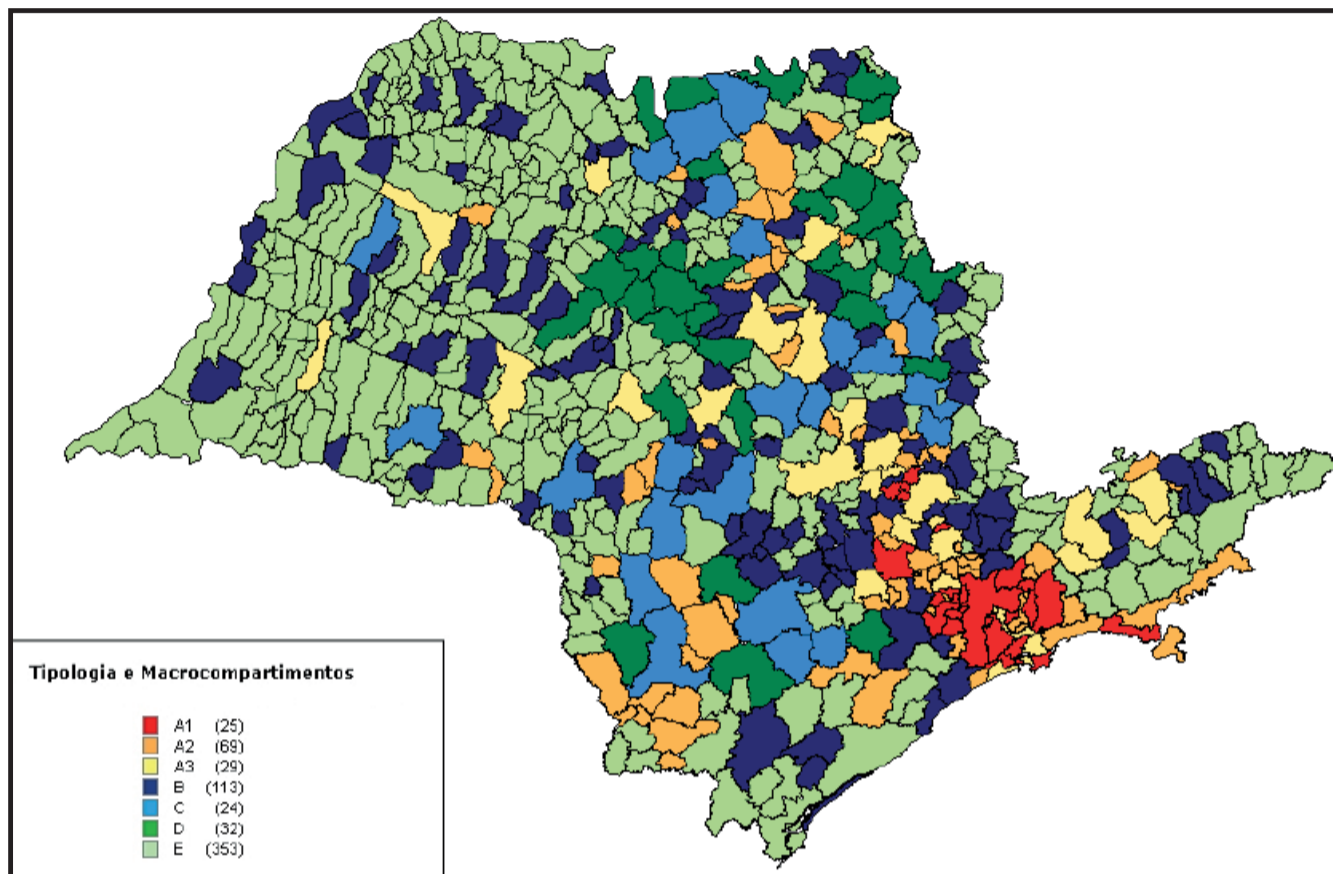 Tipologia e Macrocompartimentos
A1 (25)
A2 (69)
A3 (29)
B (113)
C (24)
D (32)
E (353)